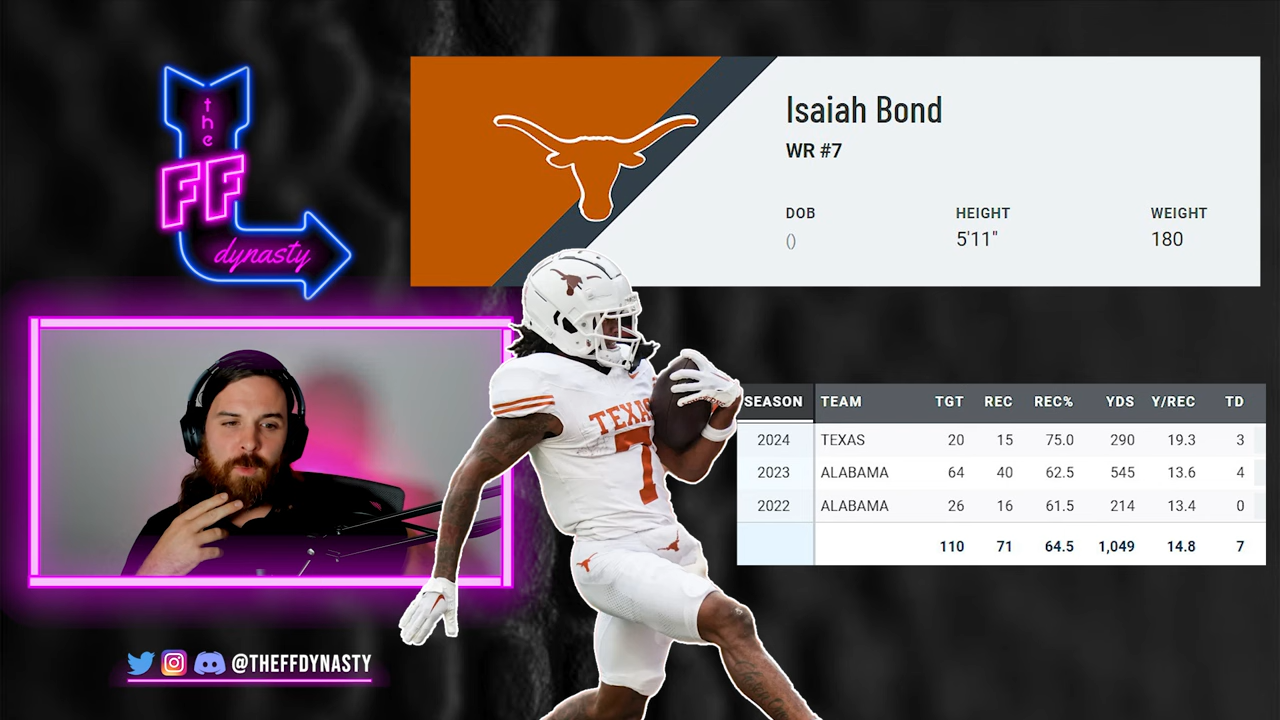 the
FF
dynasty
Isaiah Bond
WR #7
DOB HEIGHT WEIGHT
() 5'11" 180
TEXAS
7
SEASON TEAM TGT REC REC% YDS Y/REC TD
2024 TEXAS 20 15 75.0 290 19.3 3
2023 ALABAMA 64 40 62.5 545 13.6 4
2022 ALABAMA 26 16 61.5 214 13.4 0
110 71 64.5 1,049 14.8 7
@THEFFDYNASTY